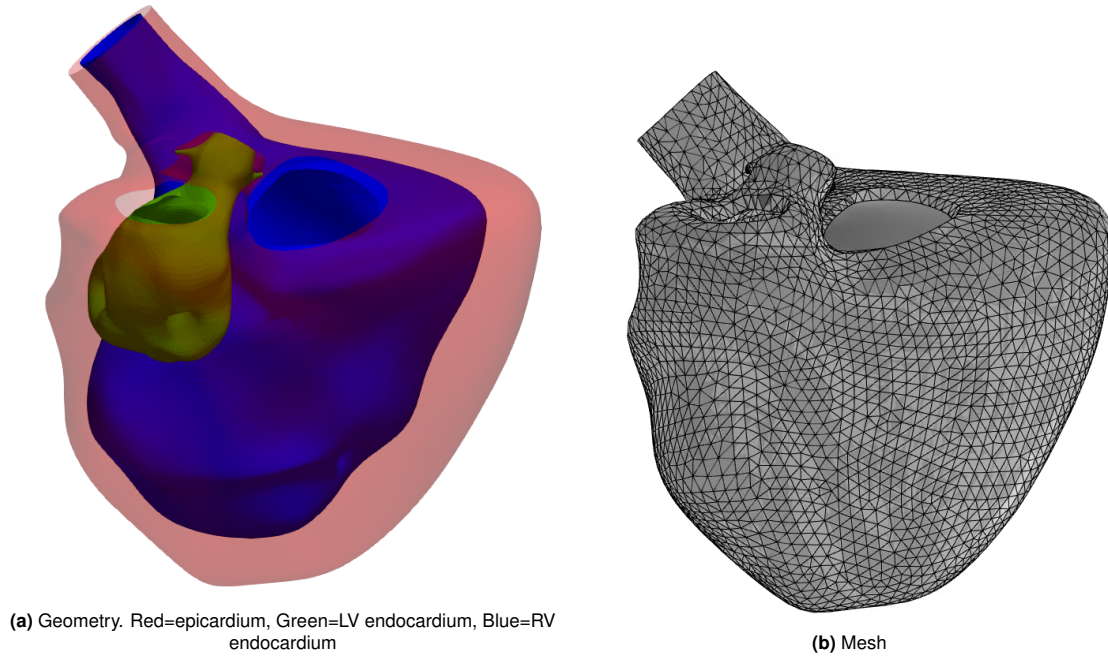 (a) Geometry. Red=epicardium, Green=LV endocardium, Blue=RV
endocardium
(b) Mesh